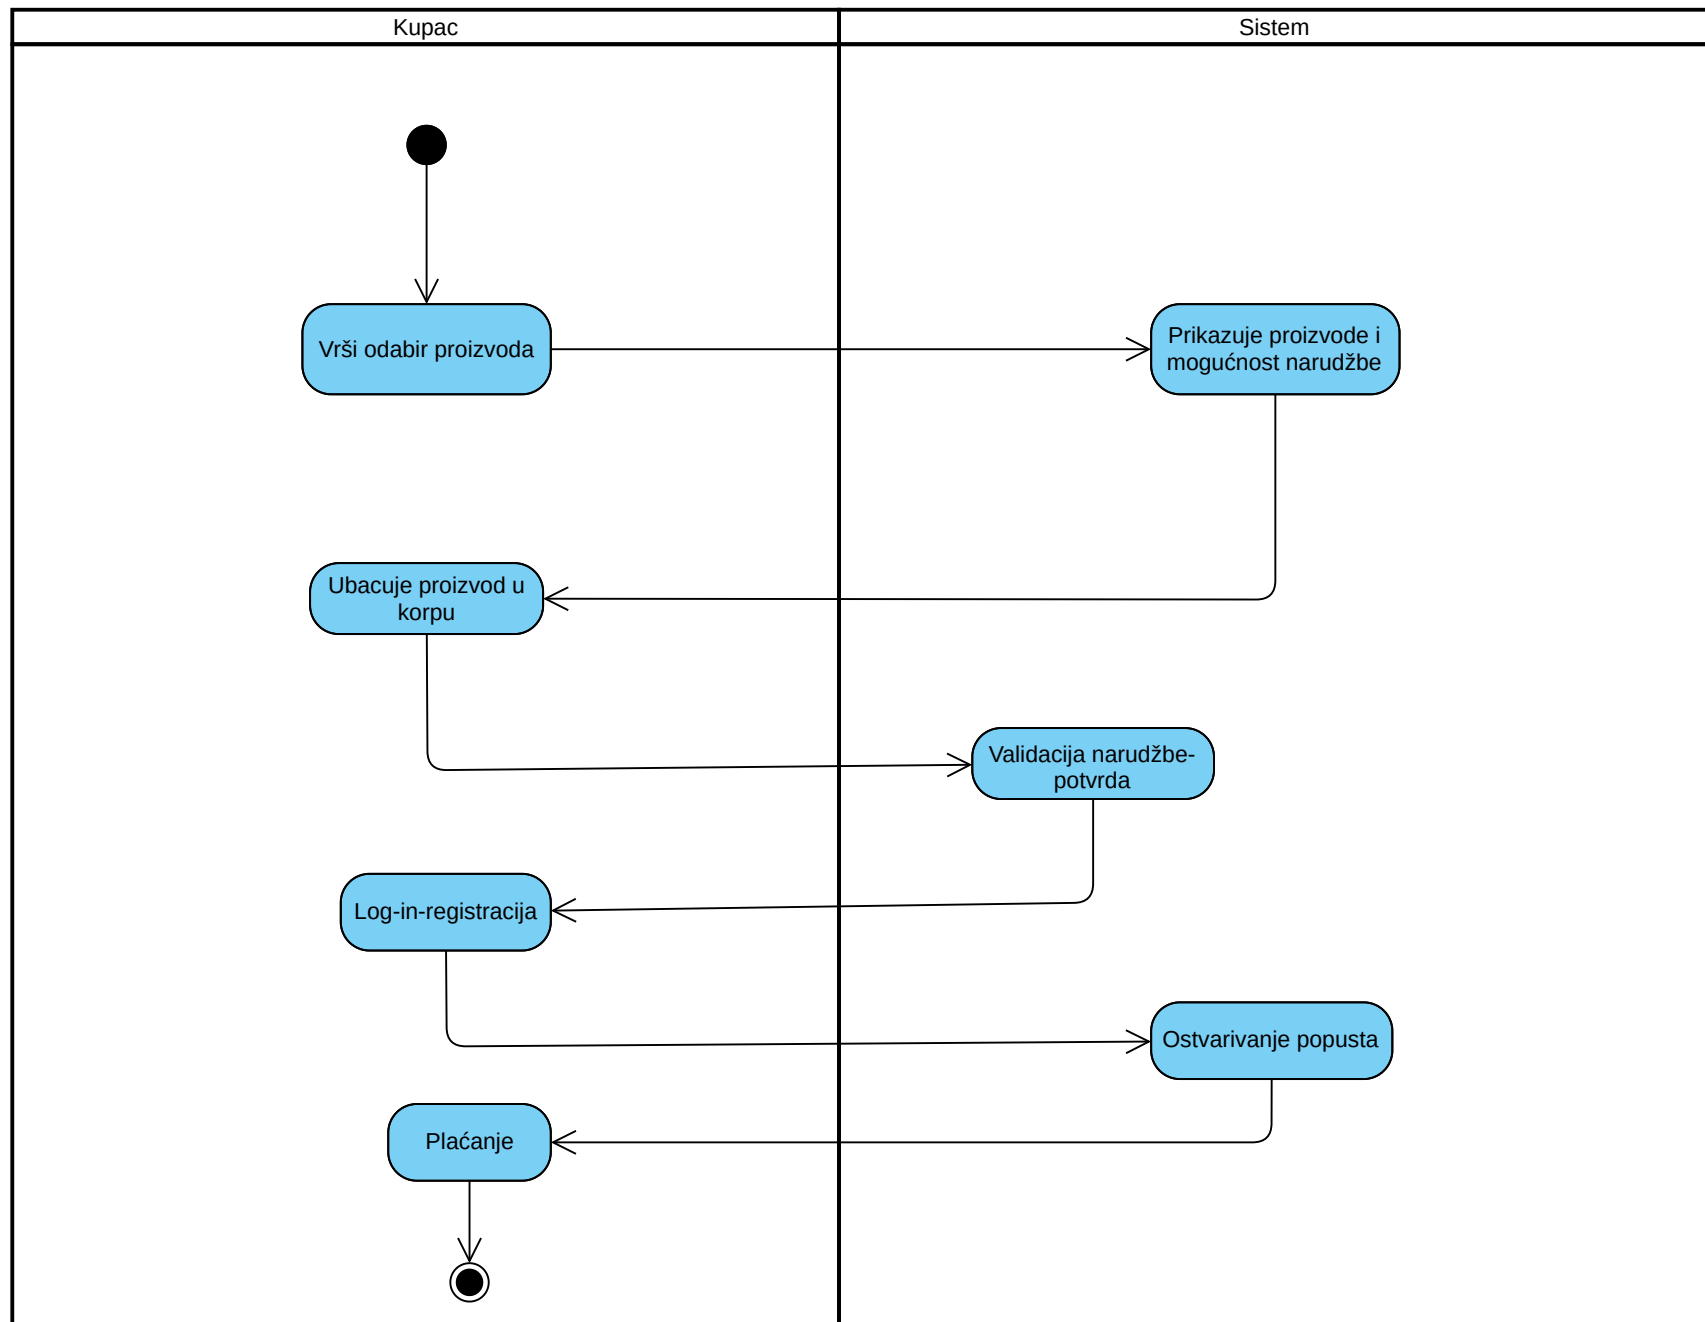 Kupac
Sistem
Vrši odabir proizvoda
Prikazuje proizvode i
mogućnost narudžbe
Ubacuje proizvod u
korpu
Validacija narudžbe-
potvrda
Log-in-registracija
Ostvarivanje popusta
Plaćanje